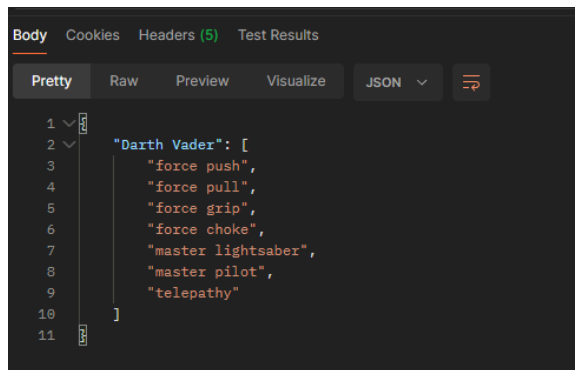 Body Cookies Headers (5) Test Results
Pretty Raw Preview Visualize JSON
1 {
2 "Darth Vader": [
3 "force push",
4 "force pull",
5 "force grip",
6 "force choke",
7 "master lightsaber",
8 "master pilot",
9 "telepathy"
10 ]
11 }